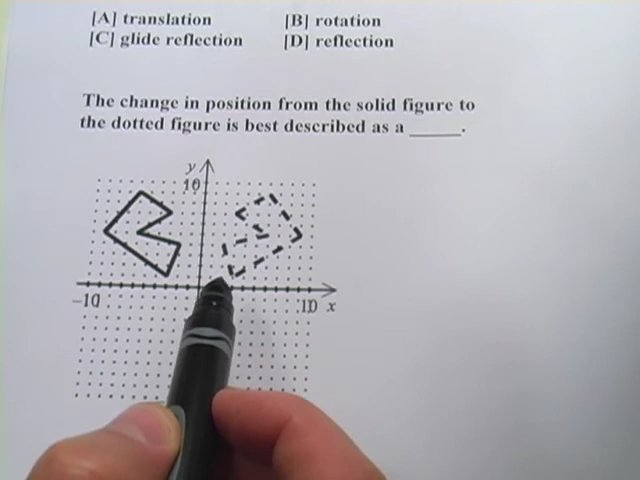 [A] translation [B] rotation
[C] glide reflection [D] reflection
The change in position from the solid figure to
the dotted figure is best described as a _____.
y
10
-10 10 x